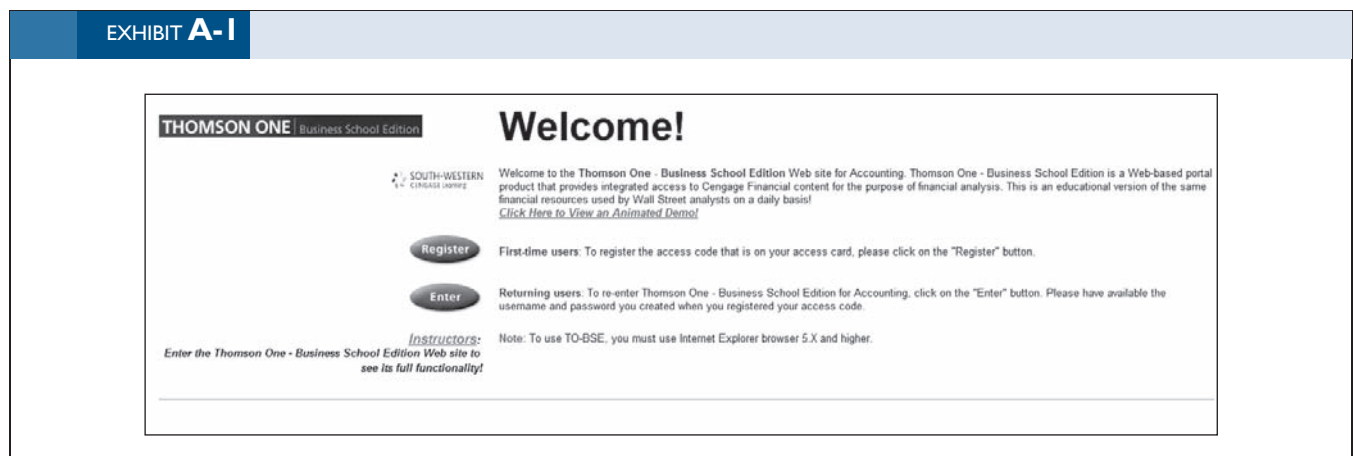 EXHIBIT A-1
THOMSON ONE Business School Edition
Welcome!
SOUTH-WESTERN
CENGAGE Learning
Welcome to the Thomson One - Business School Edition Web site for Accounting. Thomson One - Business School Edition is a Web-based portal
product that provides integrated access to Cengage Financial content for the purpose of financial analysis. This is an educational version of the same
financial resources used by Wall Street analysts on a daily basis!
Click Here to View an Animated Demo!
Register
First-time users: To register the access code that is on your access card, please click on the "Register" button.
Enter
Returning users: To re-enter Thomson One - Business School Edition for Accounting, click on the "Enter" button. Please have available the
username and password you created when you registered your access code.
Instructors:
Enter the Thomson One - Business School Edition Web site to
see its full functionality!
Note: To use TO-BSE, you must use Internet Explorer browser 5.X and higher.